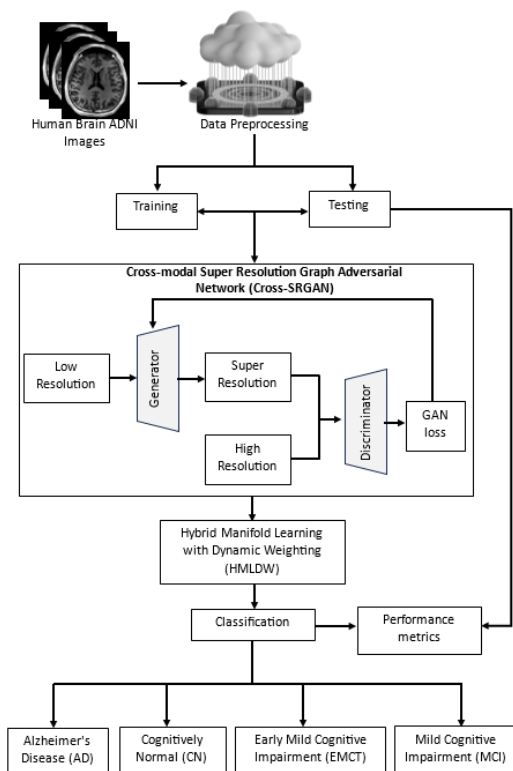 Human Brain ADNI
Images
Data Preprocessing
Training
Testing
Cross-modal Super Resolution Graph Adversarial
Network (Cross-SRGAN)
Low
Resolution
Generator
Super
Resolution
High
Resolution
Discriminator
GAN
loss
Hybrid Manifold Learning
with Dynamic Weighting
(HMLDW)
Classification
Performance
metrics
Alzheimer's
Disease (AD)
Cognitively
Normal (CN)
Early Mild Cognitive
Impairment (EMCT)
Mild Cognitive
Impairment (MCI)